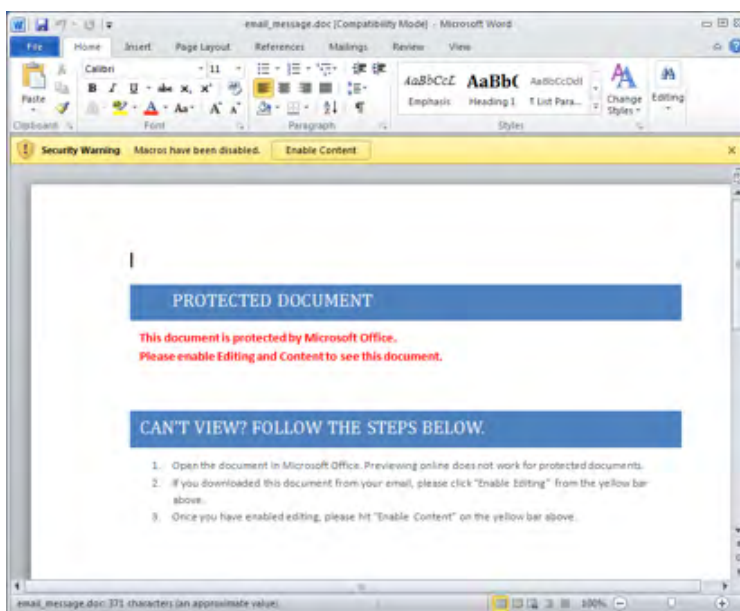 email_message.doc [Compatibility Mode] - Microsoft Word
File Home Insert Page Layout References Mailings Review View
Calibri 11
AaBbCcL AaBb( AaBbCcDdI
Paste B I U abc x, x² Emphasis Heading 1 ¶ List Para... Change Styles Editing
Clipboard Font Paragraph Styles
Security Warning Macros have been disabled. Enable Content
PROTECTED DOCUMENT
This document is protected by Microsoft Office.
Please enable Editing and Content to see this document.
CAN'T VIEW? FOLLOW THE STEPS BELOW.
1. Open the document in Microsoft Office. Previewing online does not work for protected documents.
2. If you downloaded this document from your email, please click "Enable Editing" from the yellow bar
above.
3. Once you have enabled editing, please hit "Enable Content" on the yellow bar above.
email_message.doc: 371 characters (an approximate value) 100%